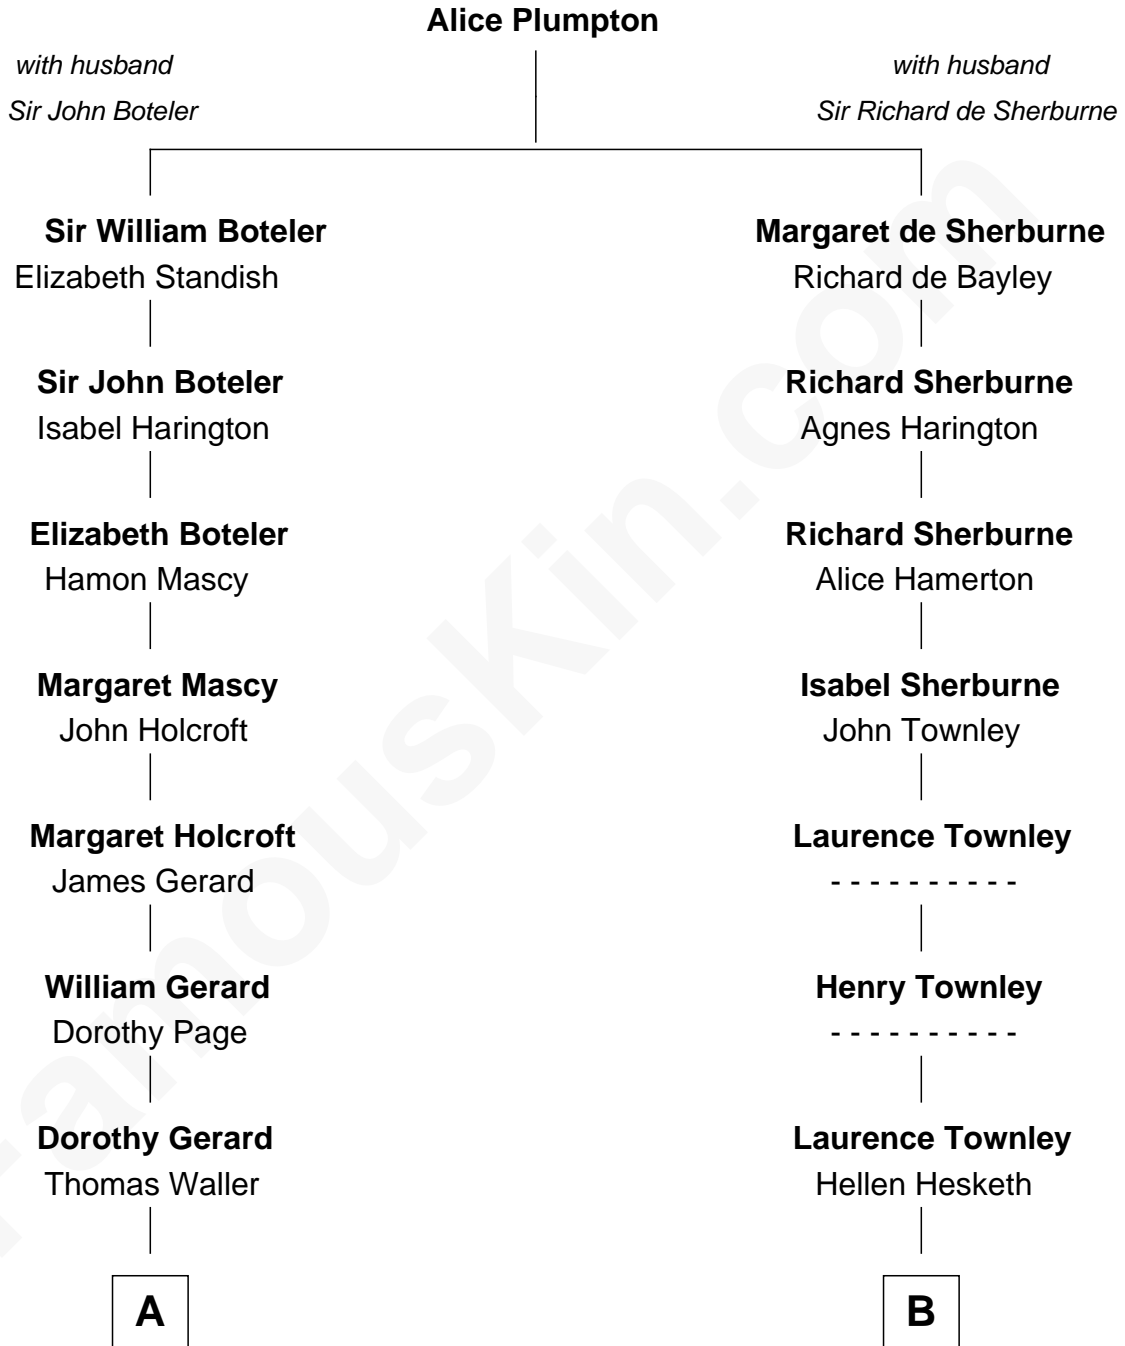 Alice Plumpton
with husband
Sir John Boteler
with husband
Sir Richard de Sherburne
Sir William Boteler
Elizabeth Standish
Margaret de Sherburne
Richard de Bayley
Sir John Boteler
Isabel Harington
Richard Sherburne
Agnes Harington
Elizabeth Boteler
Hamon Mascy
Richard Sherburne
Alice Hamerton
Margaret Mascy
John Holcroft
Isabel Sherburne
John Townley
Margaret Holcroft
James Gerard
Laurence Townley
- - - - - - - - - -
William Gerard
Dorothy Page
Henry Townley
- - - - - - - - - -
Dorothy Gerard
Thomas Waller
Laurence Townley
Hellen Hesketh
A
B
FamousKin.com